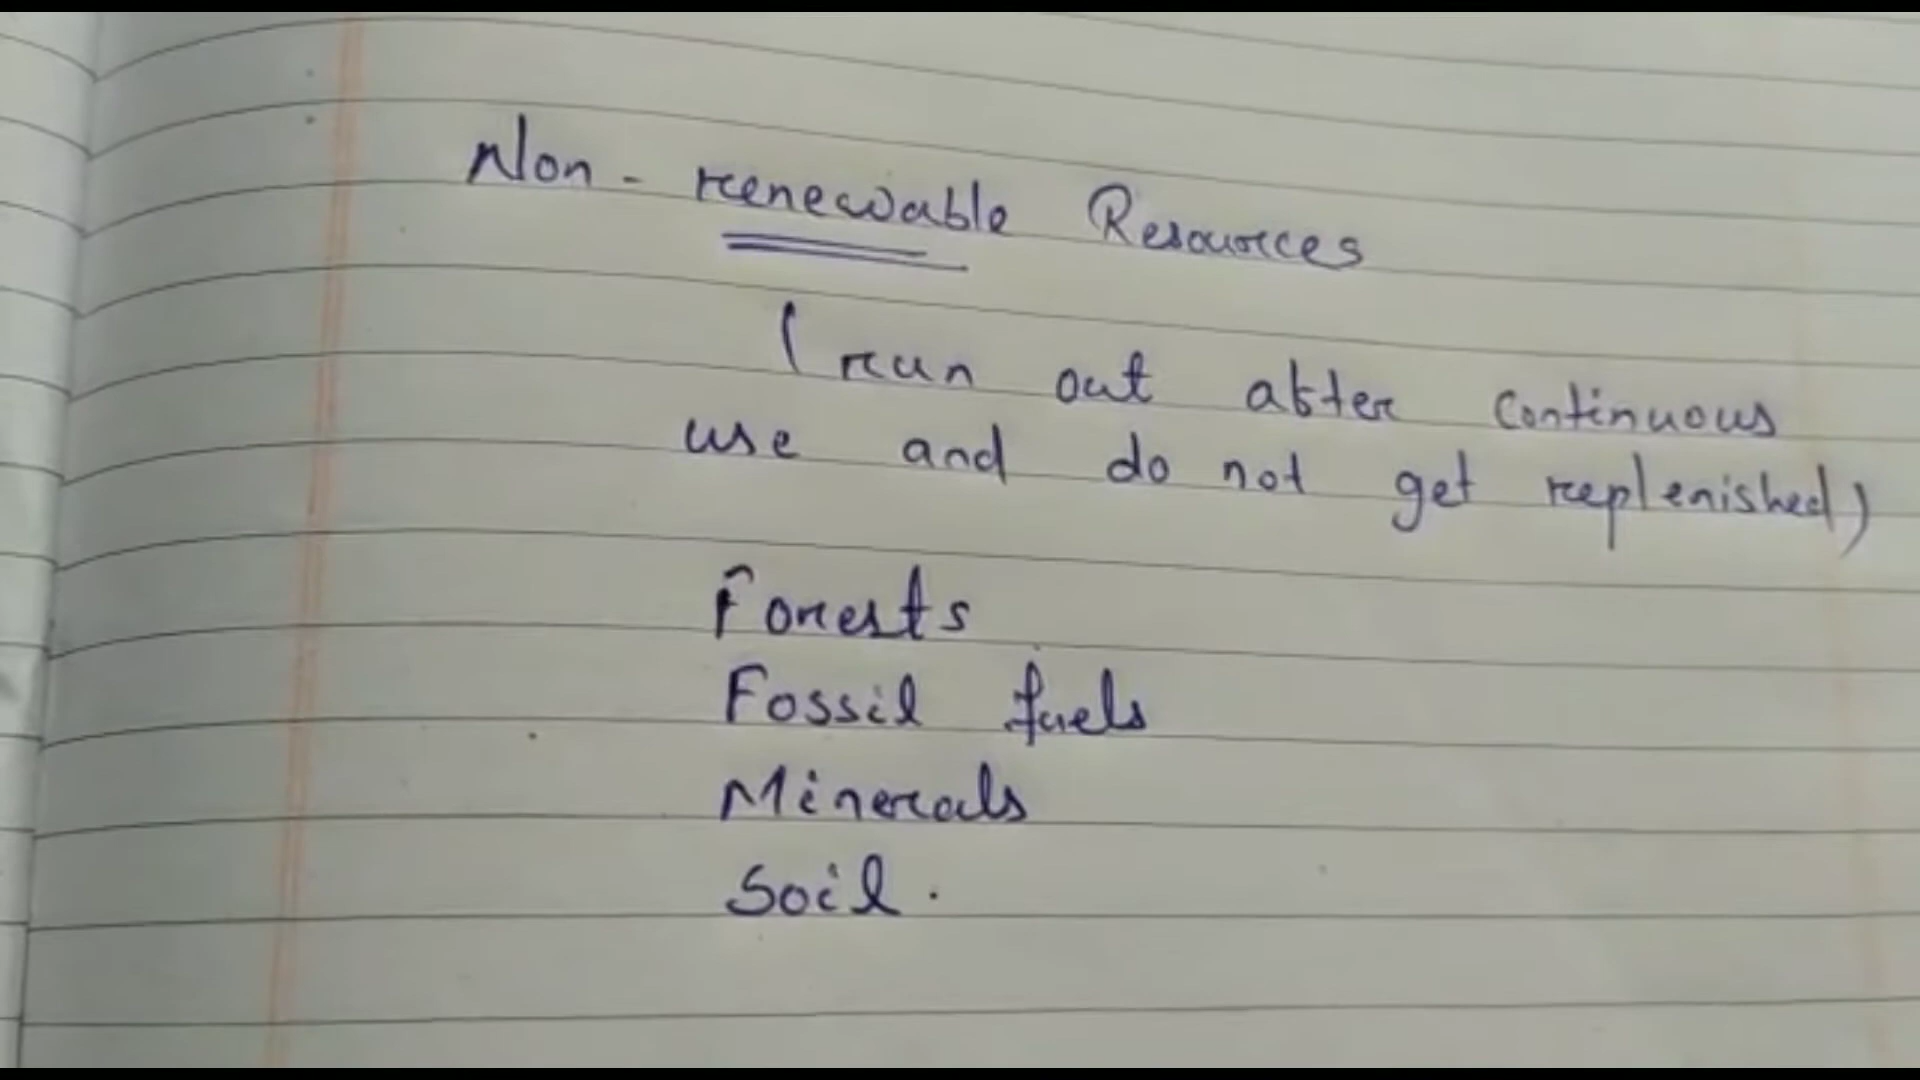 Non - renewable Resources
(run out after continuous
use and do not get replenished)
Forests
Fossil fuels
Minerals
Soil.